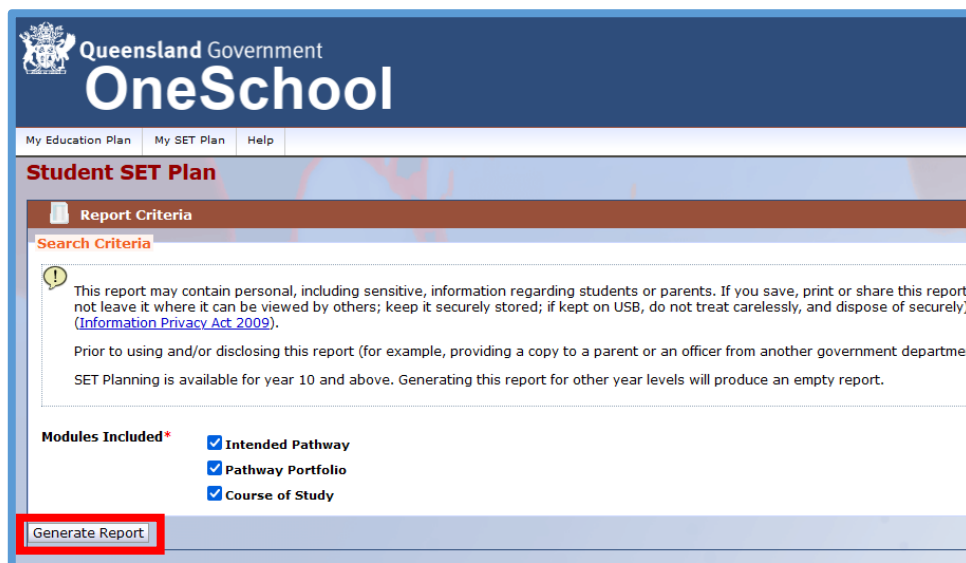 Queensland Government
OneSchool
My Education Plan My SET Plan Help
Student SET Plan
Report Criteria
Search Criteria
This report may contain personal, including sensitive, information regarding students or parents. If you save, print or share this report
not leave it where it can be viewed by others; keep it securely stored; if kept on USB, do not treat carelessly, and dispose of securely)
(Information Privacy Act 2009).
Prior to using and/or disclosing this report (for example, providing a copy to a parent or an officer from another government departme
SET Planning is available for year 10 and above. Generating this report for other year levels will produce an empty report.
Modules Included*
Intended Pathway
Pathway Portfolio
Course of Study
Generate Report